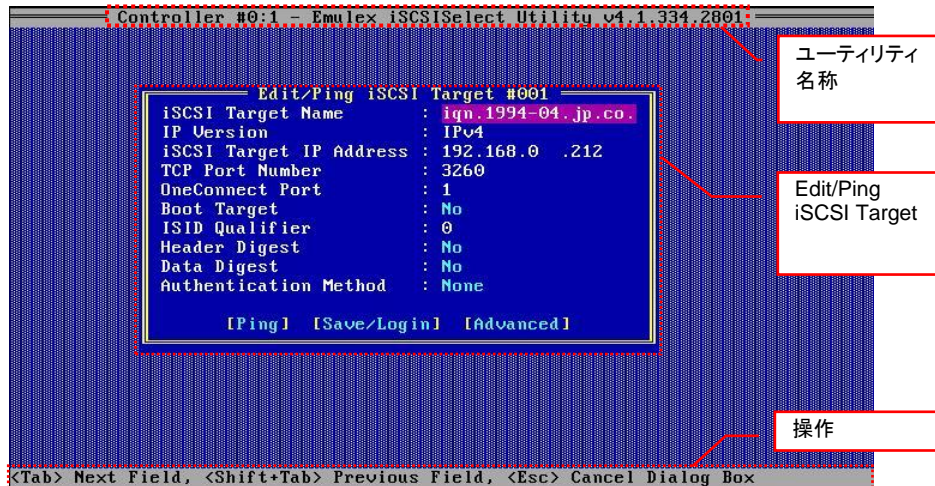 Controller #0:1 - Emulex iSCSISelect Utility v4.1.334.2801
ユーティリティ
名称
Edit/Ping iSCSI Target #001
iSCSI Target Name : iqn.1994-04.jp.co.
IP Version : IPv4
iSCSI Target IP Address : 192.168.0 .212
TCP Port Number : 3260
OneConnect Port : 1
Boot Target : No
ISID Qualifier : 0
Header Digest : No
Data Digest : No
Authentication Method : None
[Ping] [Save/Login] [Advanced]
Edit/Ping
iSCSI Target
操作
<Tab> Next Field, <Shift+Tab> Previous Field, <Esc> Cancel Dialog Box